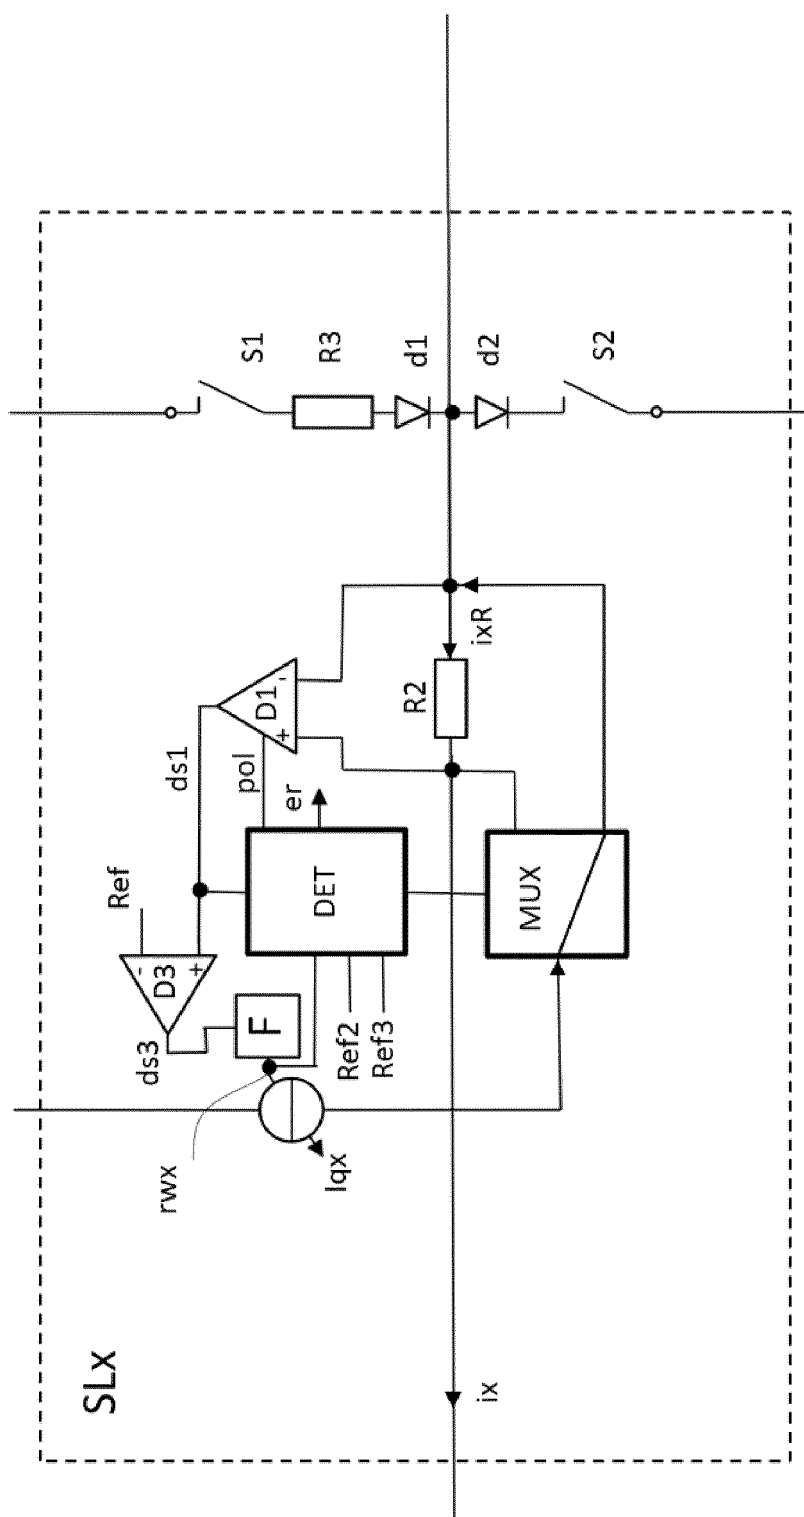 SLx
ds3
D3
-
+
Ref
ds1
F
rwx
Iqx
pol
D1
+
-
er
DET
Ref2
Ref3
S1
R3
d1
d2
S2
R2
ixR
ix
MUX